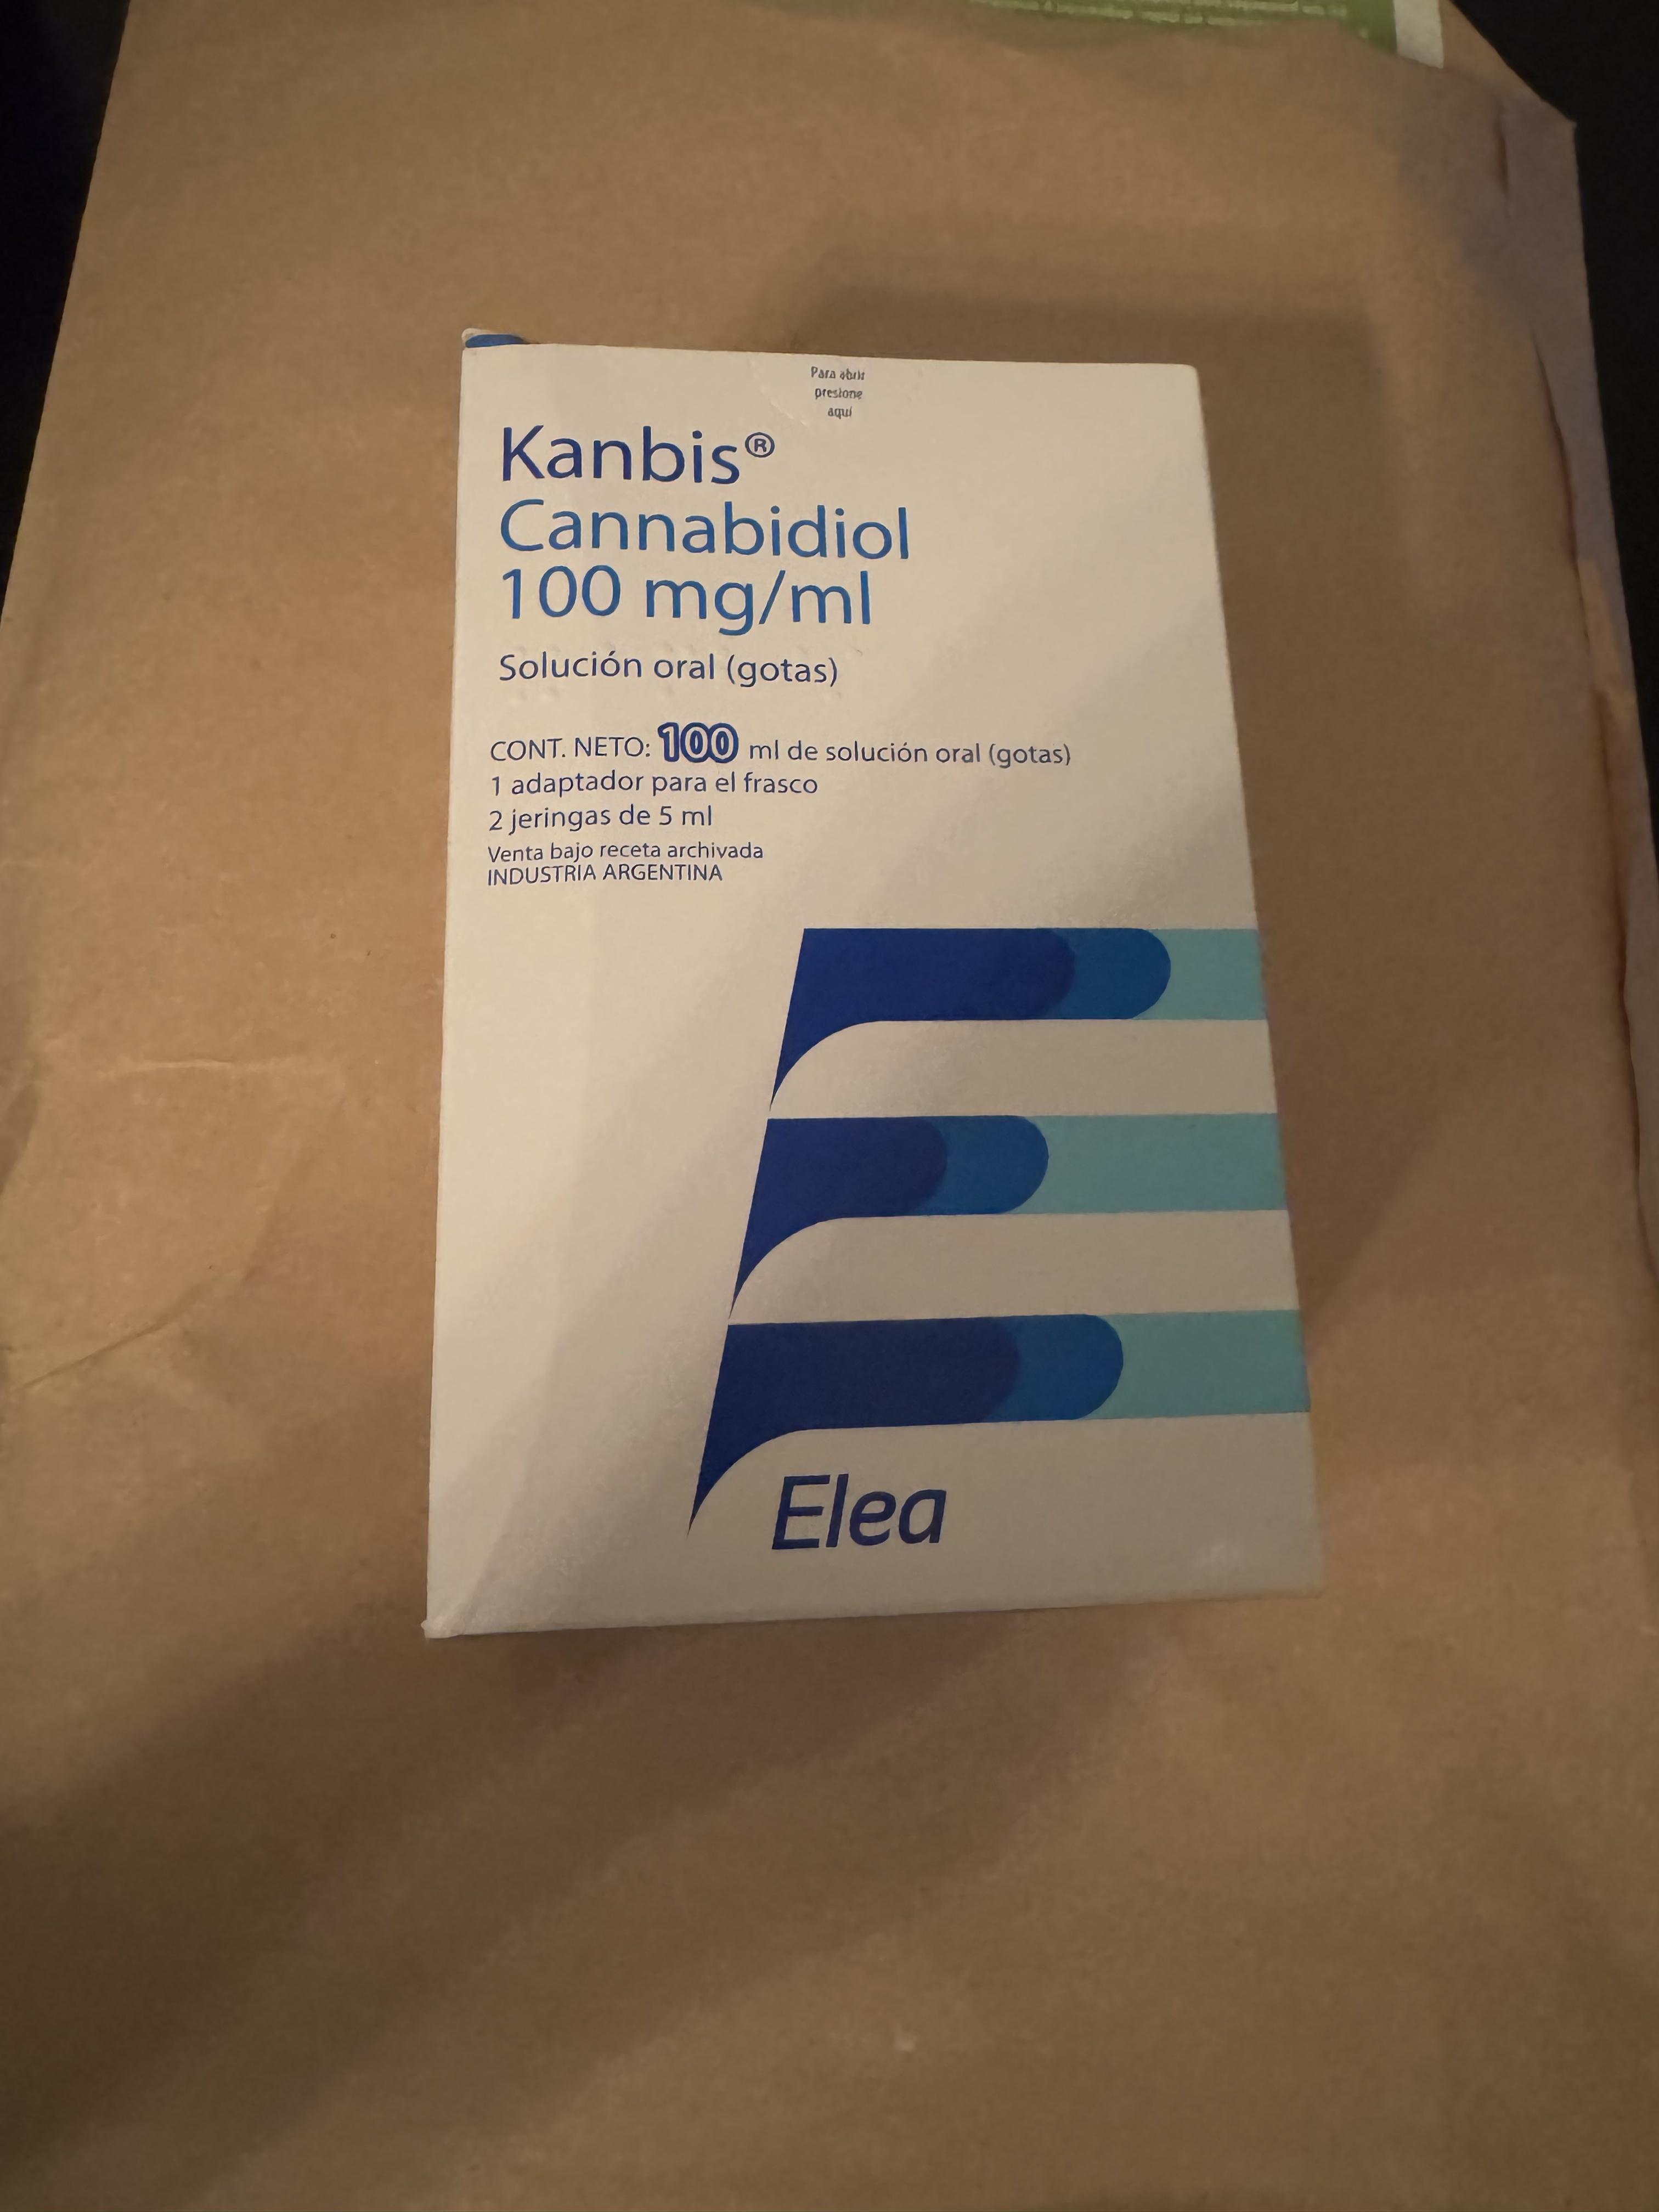 Para abrir
presione
aquí
Kanbis®
Cannabidiol
100 mg/ml
Solución oral (gotas)
CONT. NETO: 100 ml de solución oral (gotas)
1 adaptador para el frasco
2 jeringas de 5 ml
Venta bajo receta archivada
INDUSTRIA ARGENTINA
Elea